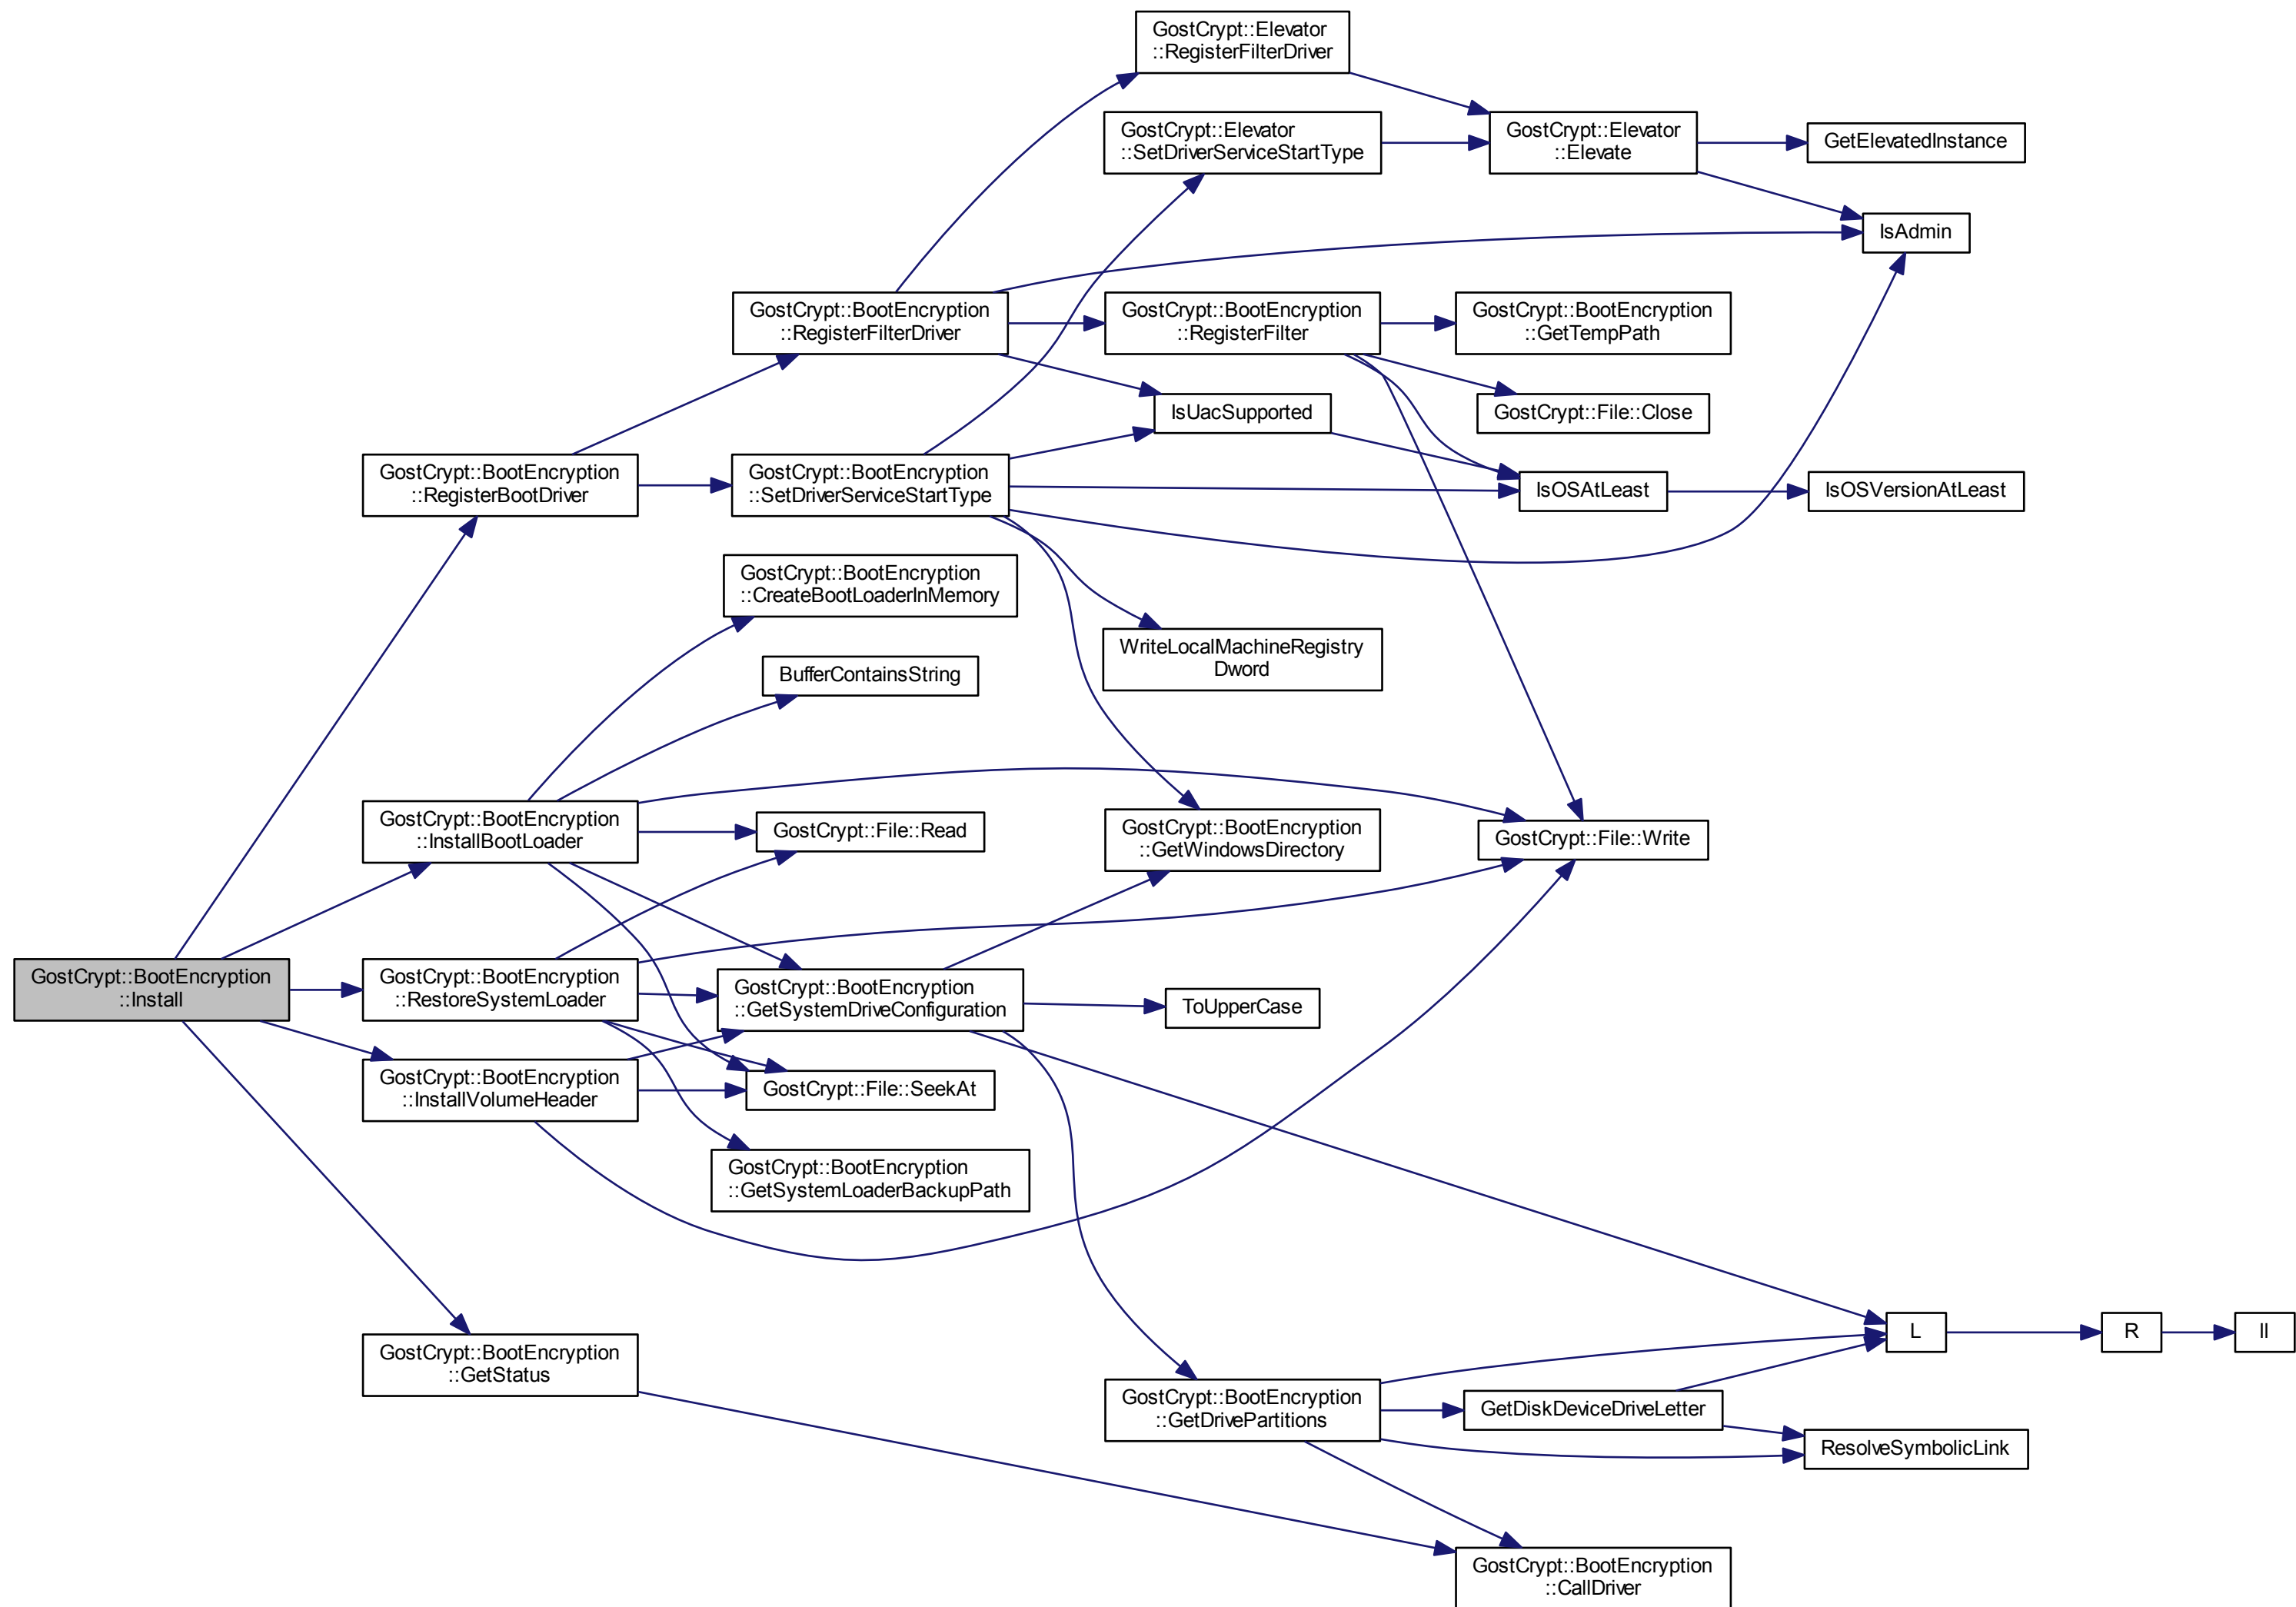 GostCrypt::Elevator
::RegisterFilterDriver
GostCrypt::Elevator
::SetDriverServiceStartType
GostCrypt::Elevator
::Elevate
GetElevatedInstance
IsAdmin
GostCrypt::BootEncryption
::RegisterFilterDriver
GostCrypt::BootEncryption
::RegisterFilter
GostCrypt::BootEncryption
::GetTempPath
IsUacSupported
GostCrypt::File::Close
GostCrypt::BootEncryption
::RegisterBootDriver
GostCrypt::BootEncryption
::SetDriverServiceStartType
IsOSAtLeast
IsOSVersionAtLeast
GostCrypt::BootEncryption
::CreateBootLoaderInMemory
WriteLocalMachineRegistry
Dword
BufferContainsString
GostCrypt::BootEncryption
::InstallBootLoader
GostCrypt::File::Read
GostCrypt::BootEncryption
::GetWindowsDirectory
GostCrypt::File::Write
GostCrypt::BootEncryption
::Install
GostCrypt::BootEncryption
::RestoreSystemLoader
GostCrypt::BootEncryption
::GetSystemDriveConfiguration
ToUpperCase
GostCrypt::BootEncryption
::InstallVolumeHeader
GostCrypt::File::SeekAt
GostCrypt::BootEncryption
::GetSystemLoaderBackupPath
GostCrypt::BootEncryption
::GetStatus
L
R
ll
GostCrypt::BootEncryption
::GetDrivePartitions
GetDiskDeviceDriveLetter
ResolveSymbolicLink
GostCrypt::BootEncryption
::CallDriver